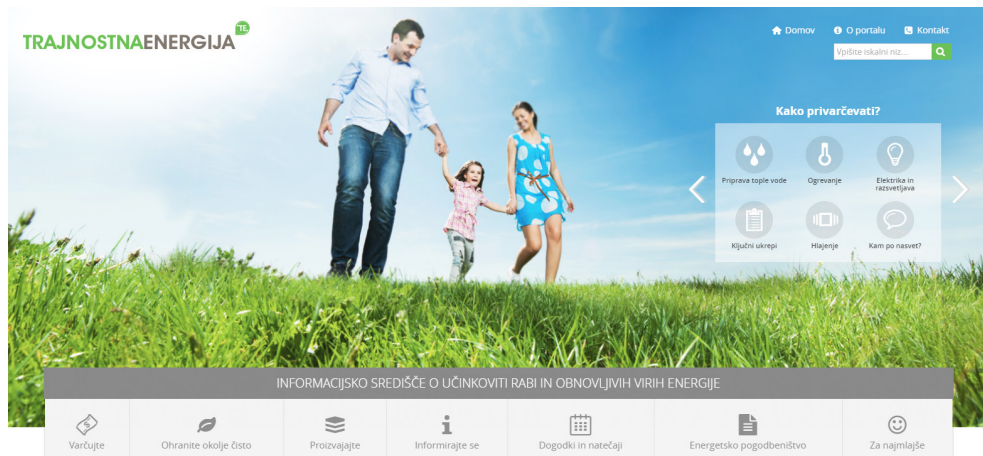 TRAJNOSTNAENERGIJA TE
Domov O portalu Kontakt
Vpišite iskalni niz...
Kako privarčevati?
Priprava tople vode
Ogrevanje
Elektrika in
razsvetljava
Ključni ukrepi
Hlajenje
Kam po nasvet?
INFORMACIJSKO SREDIŠČE O UČINKOVITI RABI IN OBNOVLJIVIH VIRIH ENERGIJE
Varčujte
Ohranite okolje čisto
Proizvajajte
Informirajte se
Dogodki in natečaji
Energetsko pogodbeništvo
Za najmlajše